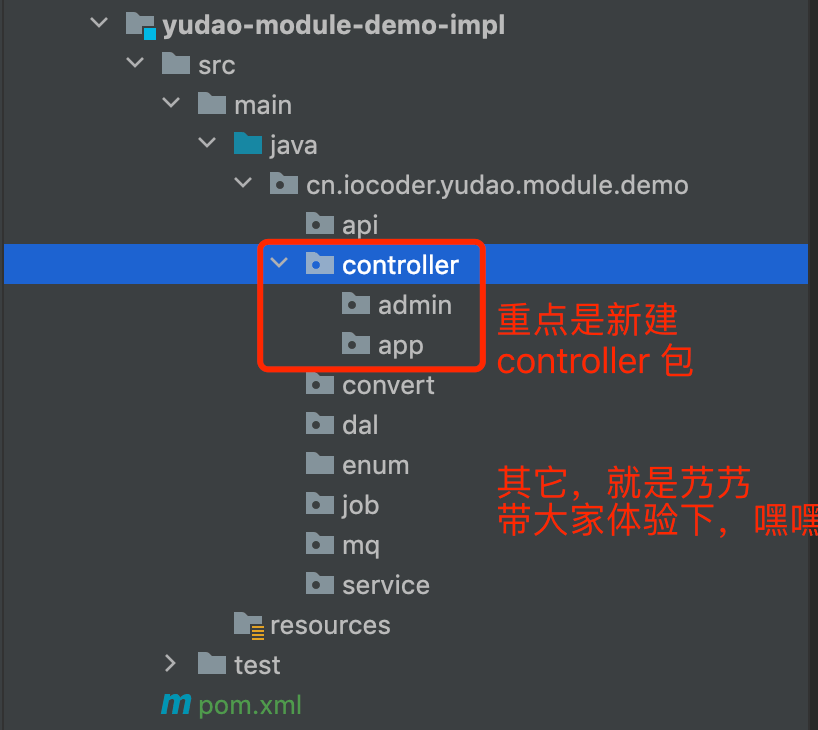 yudao-module-demo-impl
src
main
java
cn.iocoder.yudao.module.demo
api
controller
admin
app
重点是新建
controller 包
convert
dal
enum
其它，就是艿艿
带大家体验下，嘿嘿
job
mq
service
resources
test
m pom.xml